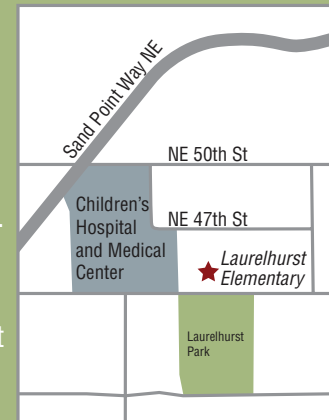 Sand Point Way NE
NE 50th St
Children's
Hospital
and Medical
Center
NE 47th St
Laurelhurst
Elementary
Laurelhurst
Park